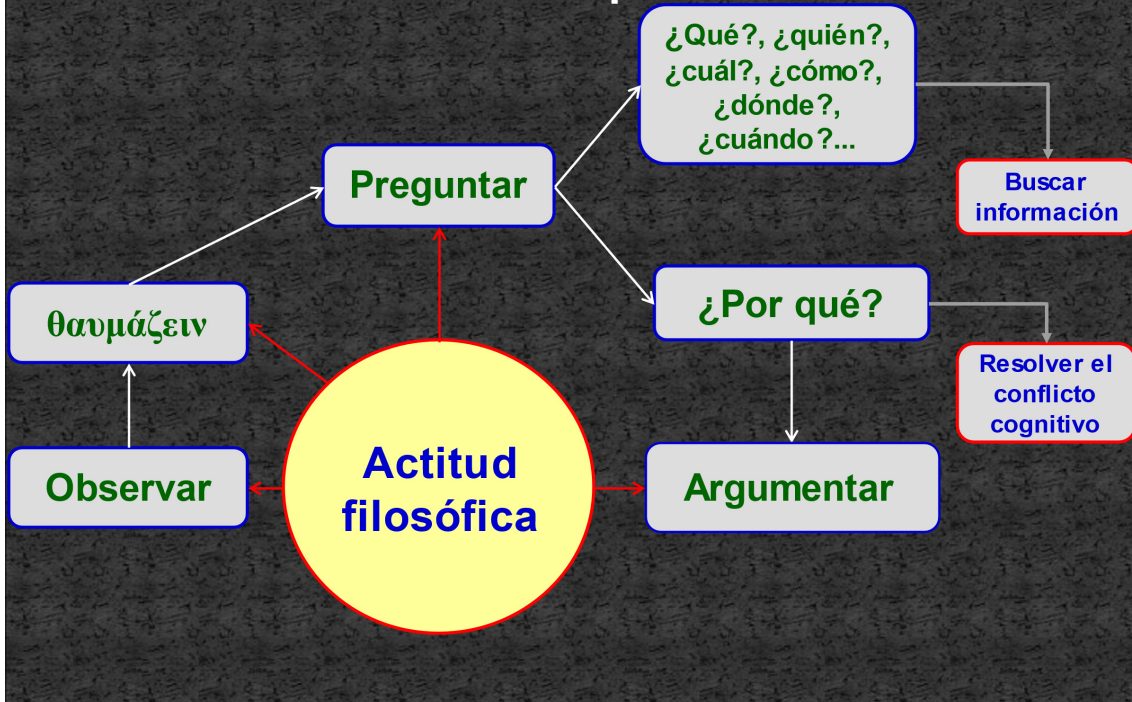 ¿Qué?, ¿quién?,
¿cuál?, ¿cómo?,
¿dónde?,
¿cuándo?...
Preguntar
Buscar
información
θαυμάζειν
¿Por qué?
Resolver el
conflicto
cognitivo
Observar
Actitud
filosófica
Argumentar